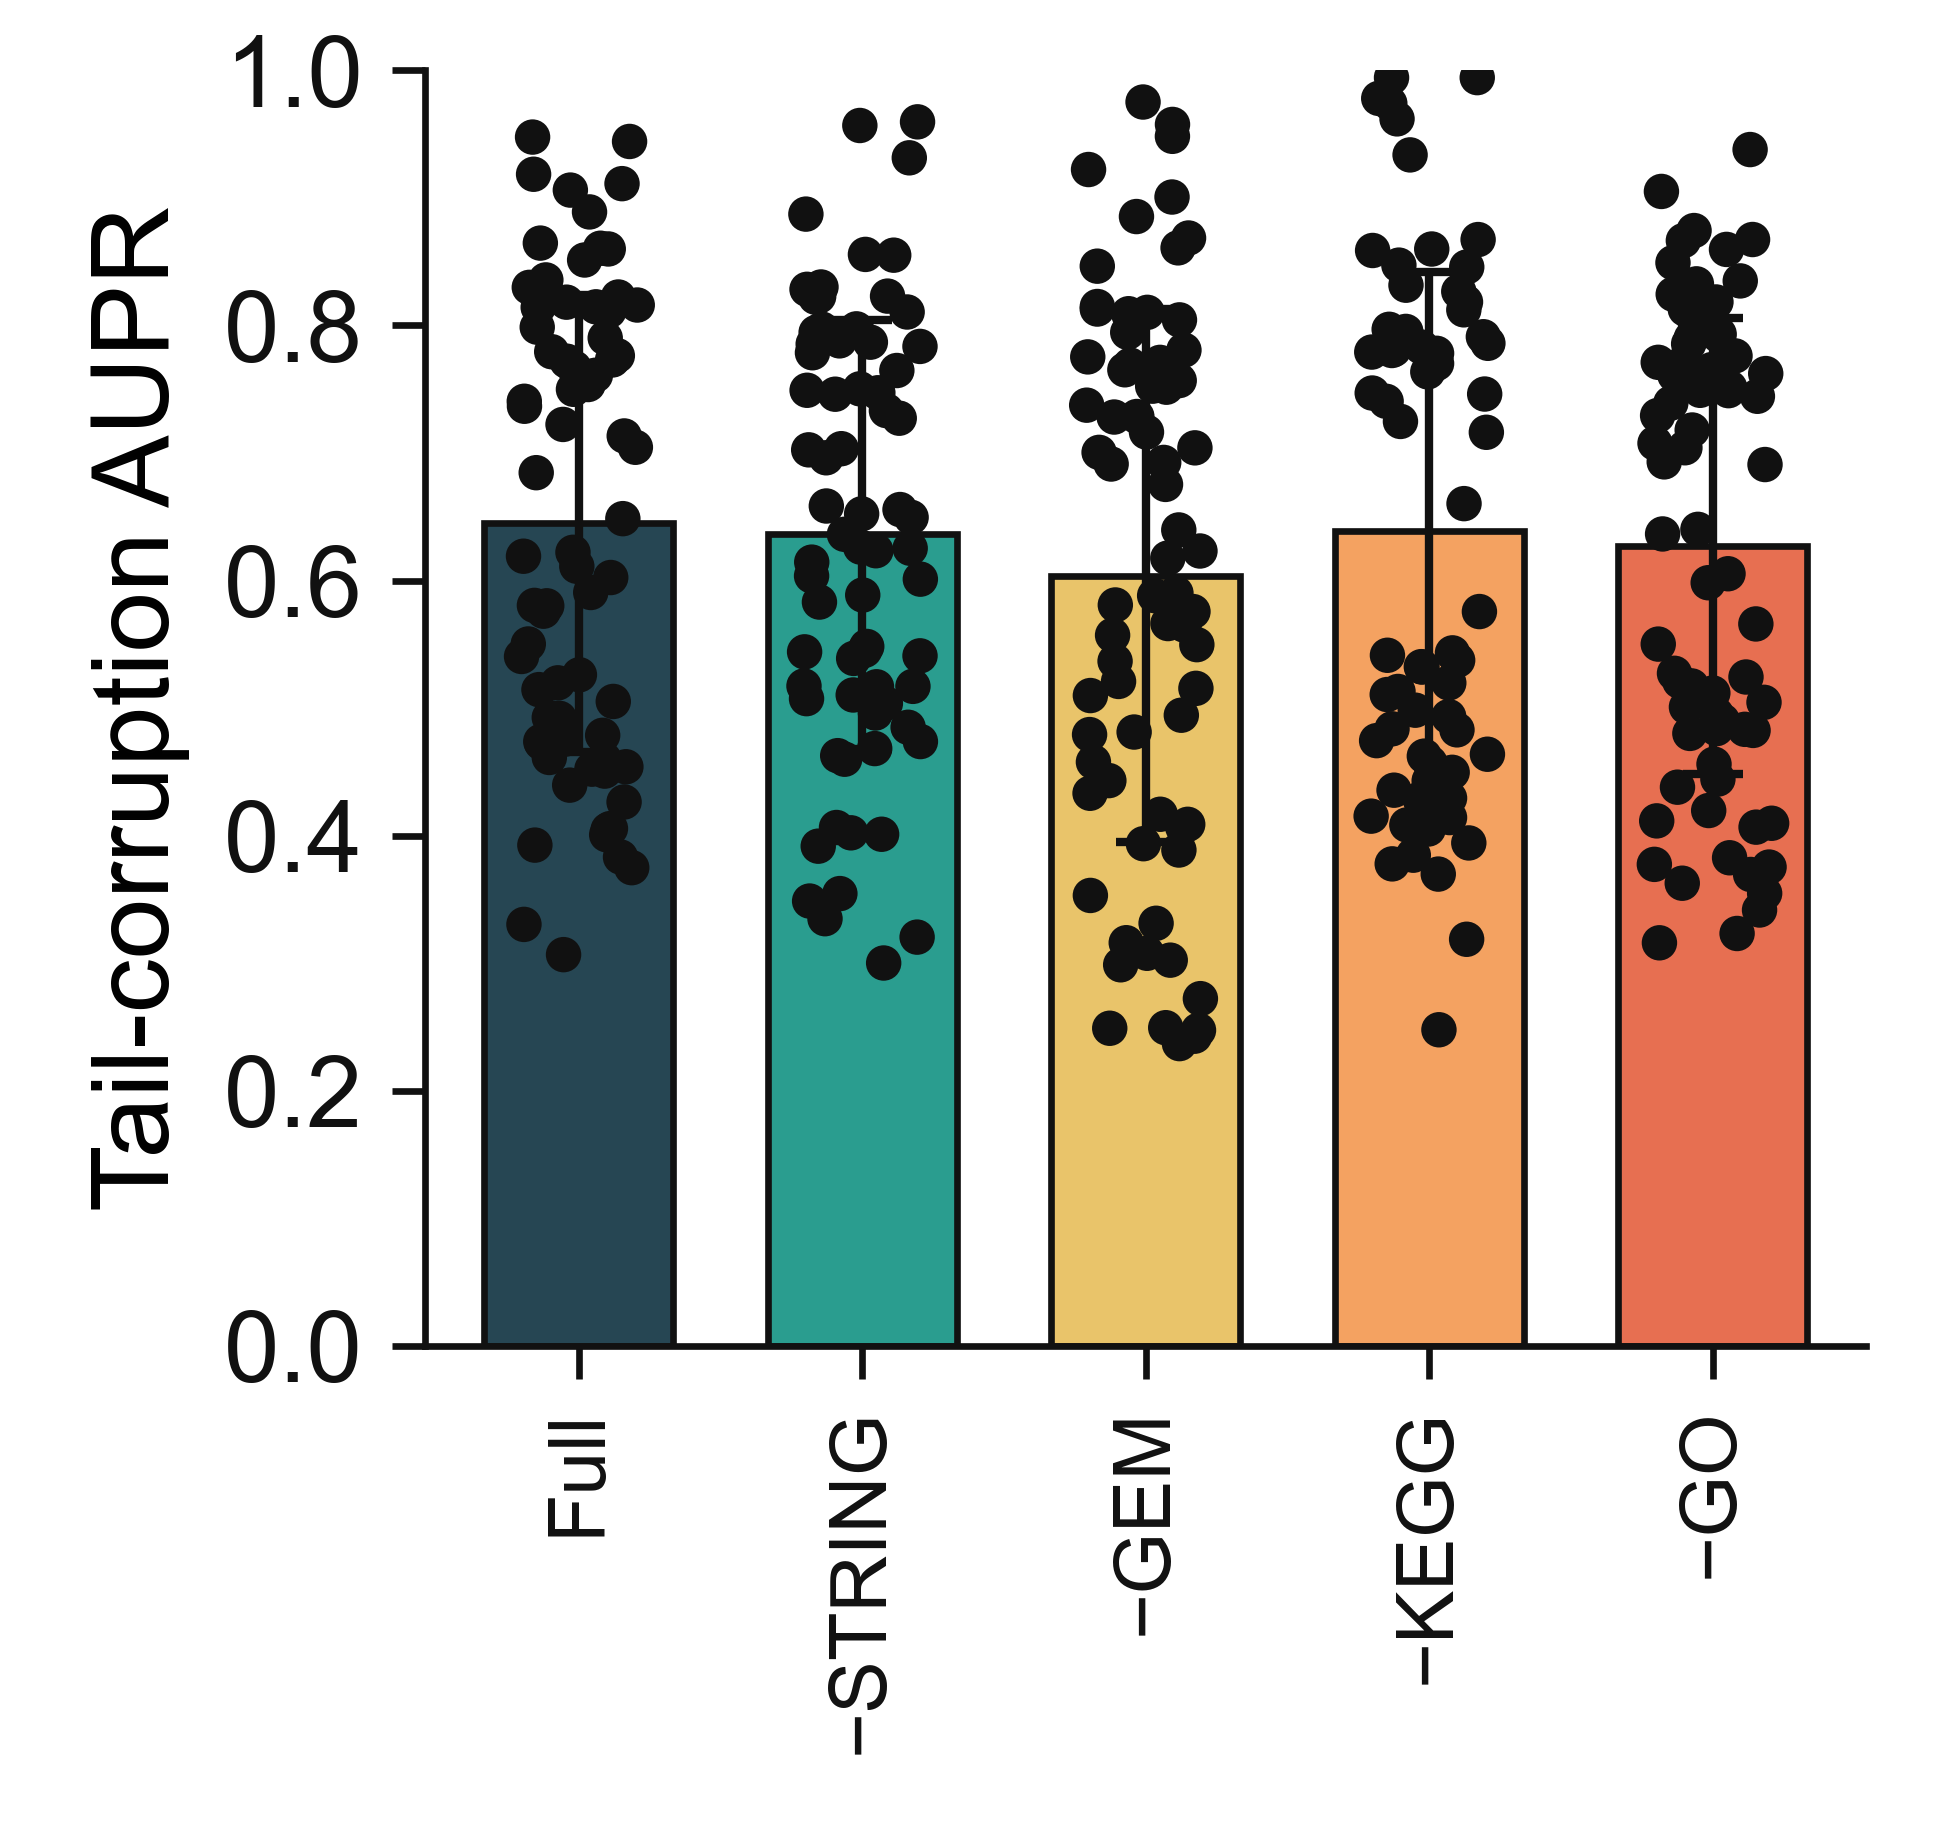 Tail-corruption AUPR
1.0
0.8
0.6
0.4
0.2
0.0
Full
−STRING
−GEM
−KEGG
−GO